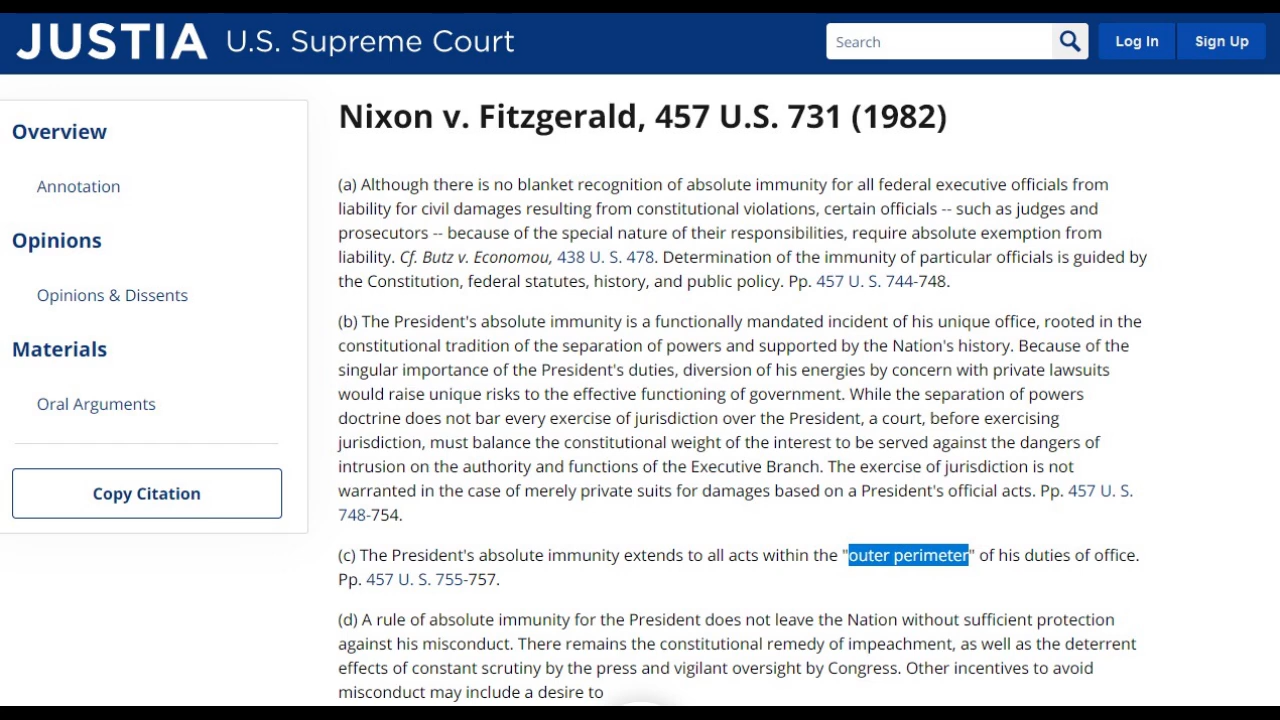 JUSTIA U.S. Supreme Court
Search
Log In
Sign Up
Overview
Annotation
Opinions
Opinions & Dissents
Materials
Oral Arguments
Copy Citation
Nixon v. Fitzgerald, 457 U.S. 731 (1982)
(a) Although there is no blanket recognition of absolute immunity for all federal executive officials from
liability for civil damages resulting from constitutional violations, certain officials -- such as judges and
prosecutors -- because of the special nature of their responsibilities, require absolute exemption from
liability. Cf. Butz v. Economou, 438 U. S. 478. Determination of the immunity of particular officials is guided by
the Constitution, federal statutes, history, and public policy. Pp. 457 U. S. 744-748.
(b) The President's absolute immunity is a functionally mandated incident of his unique office, rooted in the
constitutional tradition of the separation of powers and supported by the Nation's history. Because of the
singular importance of the President's duties, diversion of his energies by concern with private lawsuits
would raise unique risks to the effective functioning of government. While the separation of powers
doctrine does not bar every exercise of jurisdiction over the President, a court, before exercising
jurisdiction, must balance the constitutional weight of the interest to be served against the dangers of
intrusion on the authority and functions of the Executive Branch. The exercise of jurisdiction is not
warranted in the case of merely private suits for damages based on a President's official acts. Pp. 457 U. S.
748-754.
(c) The President's absolute immunity extends to all acts within the "outer perimeter" of his duties of office.
Pp. 457 U. S. 755-757.
(d) A rule of absolute immunity for the President does not leave the Nation without sufficient protection
against his misconduct. There remains the constitutional remedy of impeachment, as well as the deterrent
effects of constant scrutiny by the press and vigilant oversight by Congress. Other incentives to avoid
misconduct may include a desire to